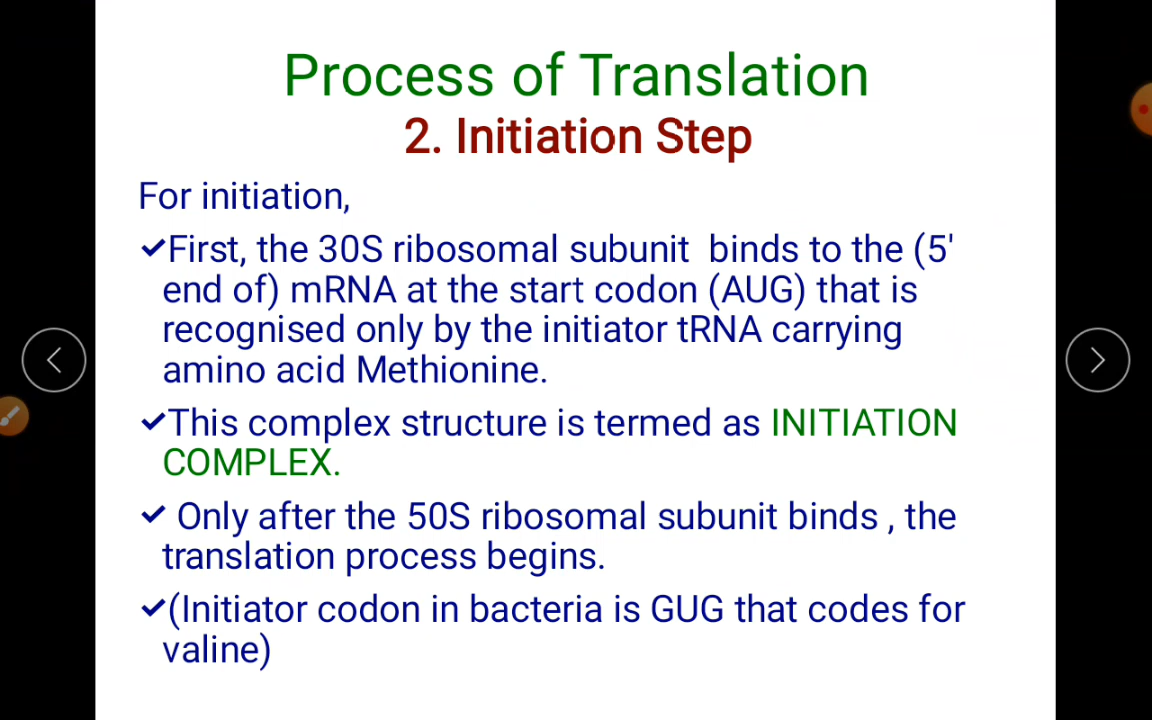 Process of Translation
2. Initiation Step
For initiation,
✔First, the 30S ribosomal subunit binds to the (5'
end of) mRNA at the start codon (AUG) that is
recognised only by the initiator tRNA carrying
amino acid Methionine.
✔This complex structure is termed as INITIATION
COMPLEX.
✔ Only after the 50S ribosomal subunit binds , the
translation process begins.
✔(Initiator codon in bacteria is GUG that codes for
valine)